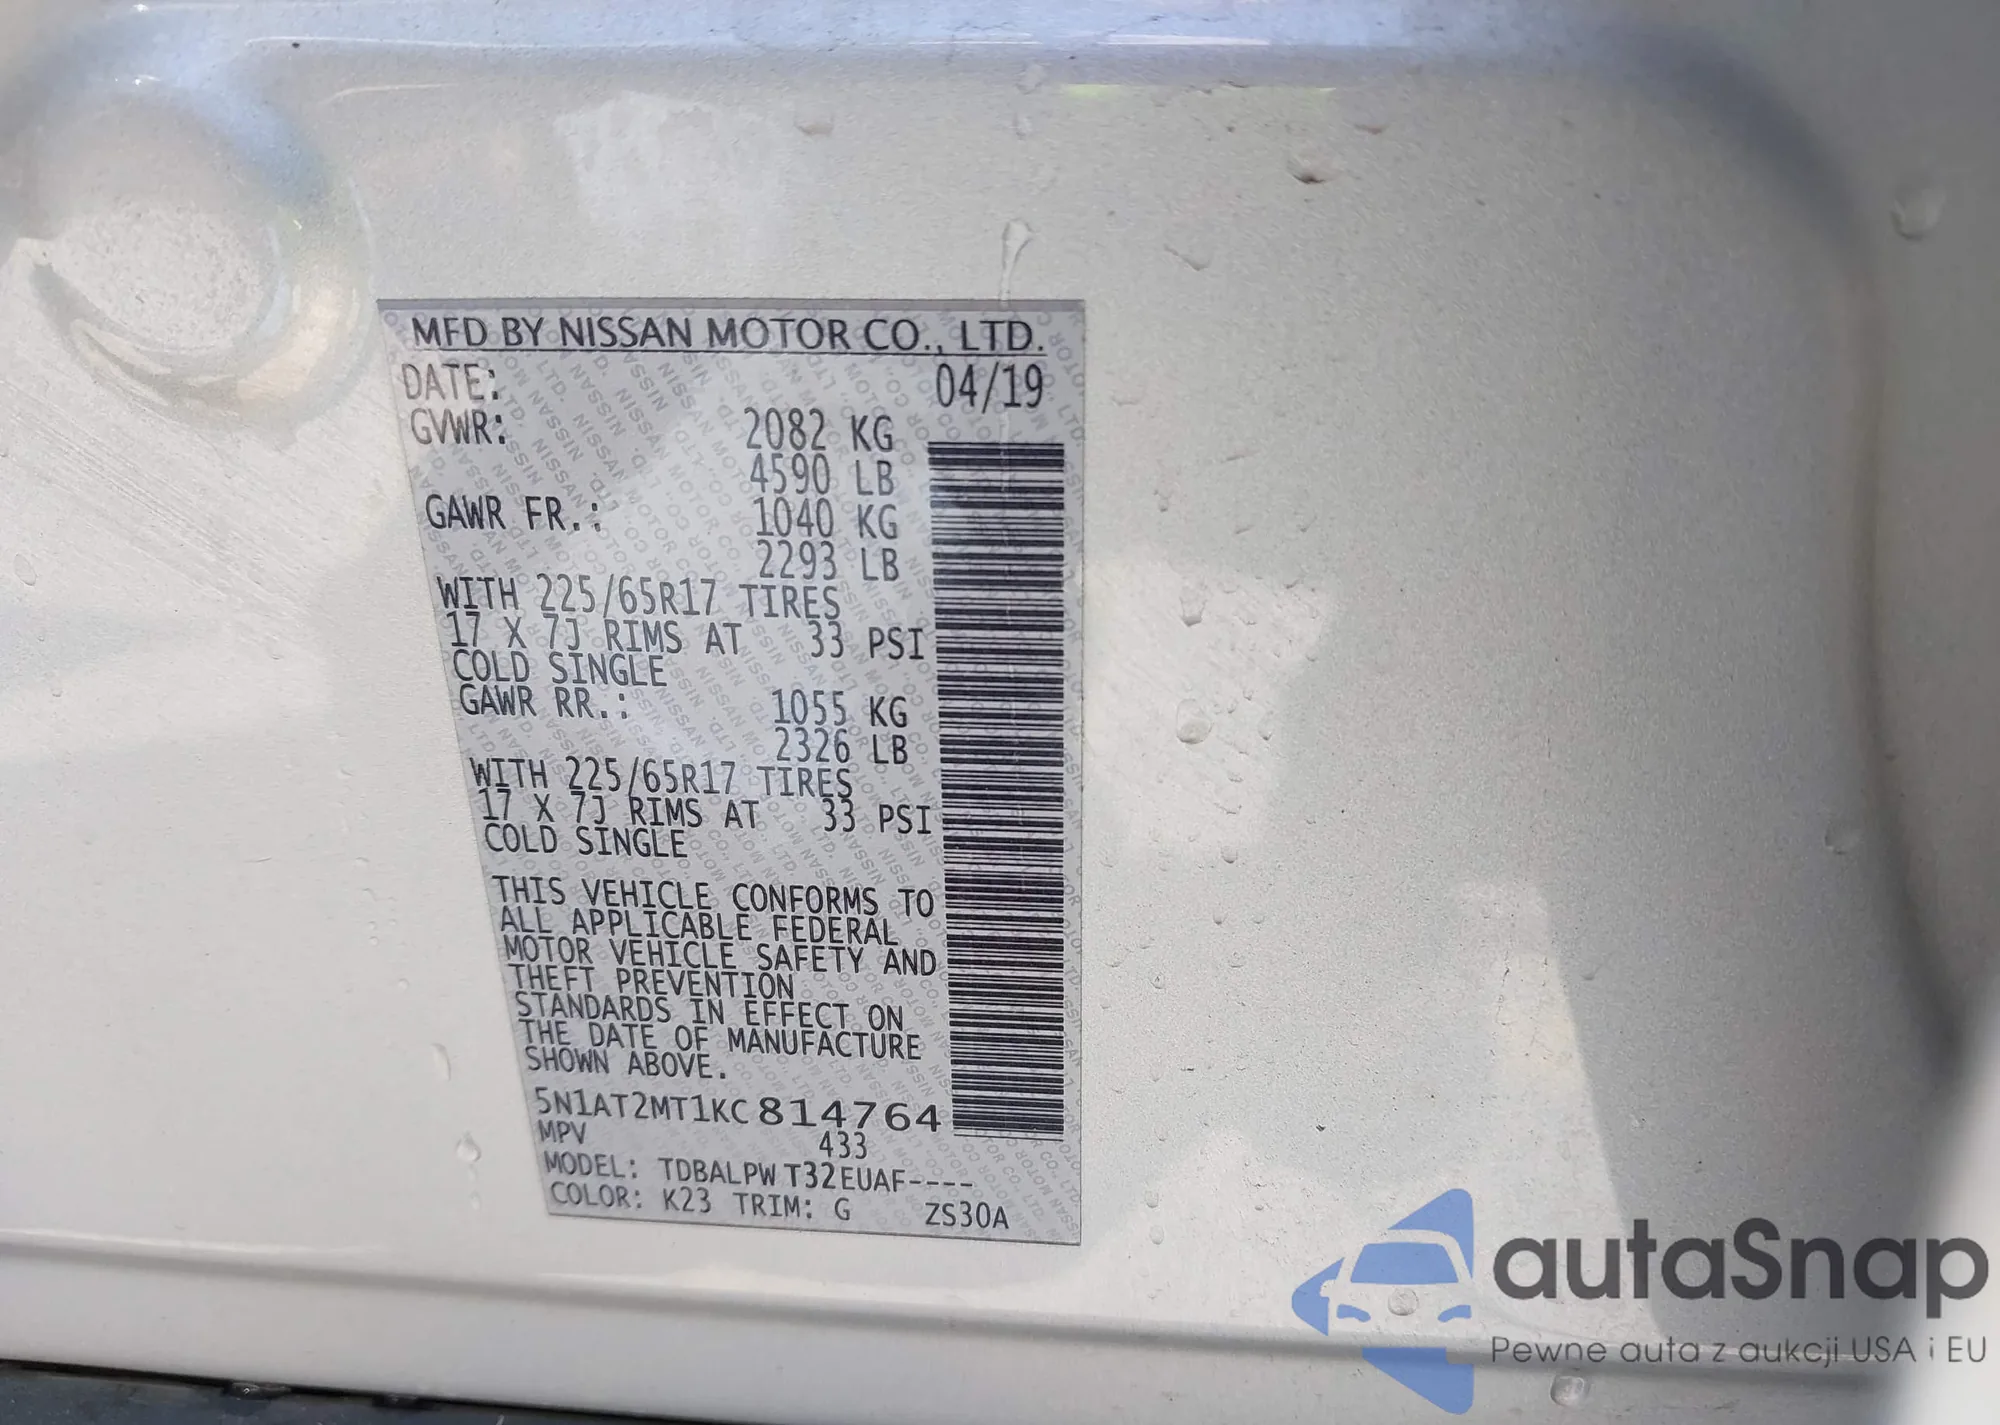 MFD BY NISSAN MOTOR CO., LTD.
DATE: 04/19
GVWR: 2082 KG
4590 LB
GAWR FR.: 1040 KG
2293 LB
WITH 225/65R17 TIRES
17 X 7J RIMS AT 33 PSI
COLD SINGLE
GAWR RR.: 1055 KG
2326 LB
WITH 225/65R17 TIRES
17 X 7J RIMS AT 33 PSI
COLD SINGLE
THIS VEHICLE CONFORMS TO
ALL APPLICABLE FEDERAL
MOTOR VEHICLE SAFETY AND
THEFT PREVENTION
STANDARDS IN EFFECT ON
THE DATE OF MANUFACTURE
SHOWN ABOVE.
5N1AT2MT1KC814764
MPV 433
MODEL: TDBALPW T32EUAF----
COLOR: K23 TRIM: G ZS30A
autaSnap
Pewne auta z aukcji USA i EU